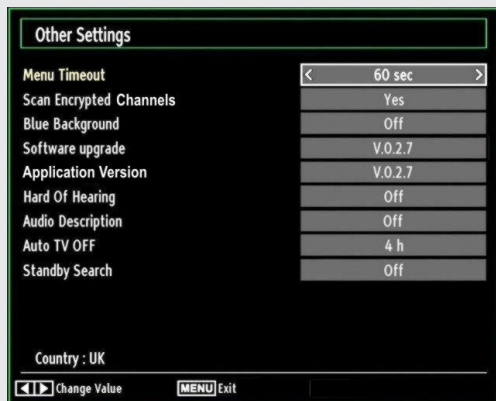 Other Settings
Menu Timeout < 60 sec >
Scan Encrypted Channels Yes
Blue Background Off
Software upgrade V.0.2.7
Application Version V.0.2.7
Hard Of Hearing Off
Audio Description Off
Auto TV OFF 4 h
Standby Search Off
Country : UK
Change Value MENU Exit